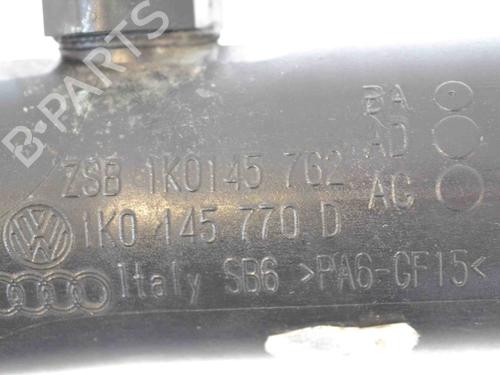 B-PARTS
BA
AD
ZSB 1K0145 762
AC
1K0 145 770 D
Italy SB6 >PA6-GF15<